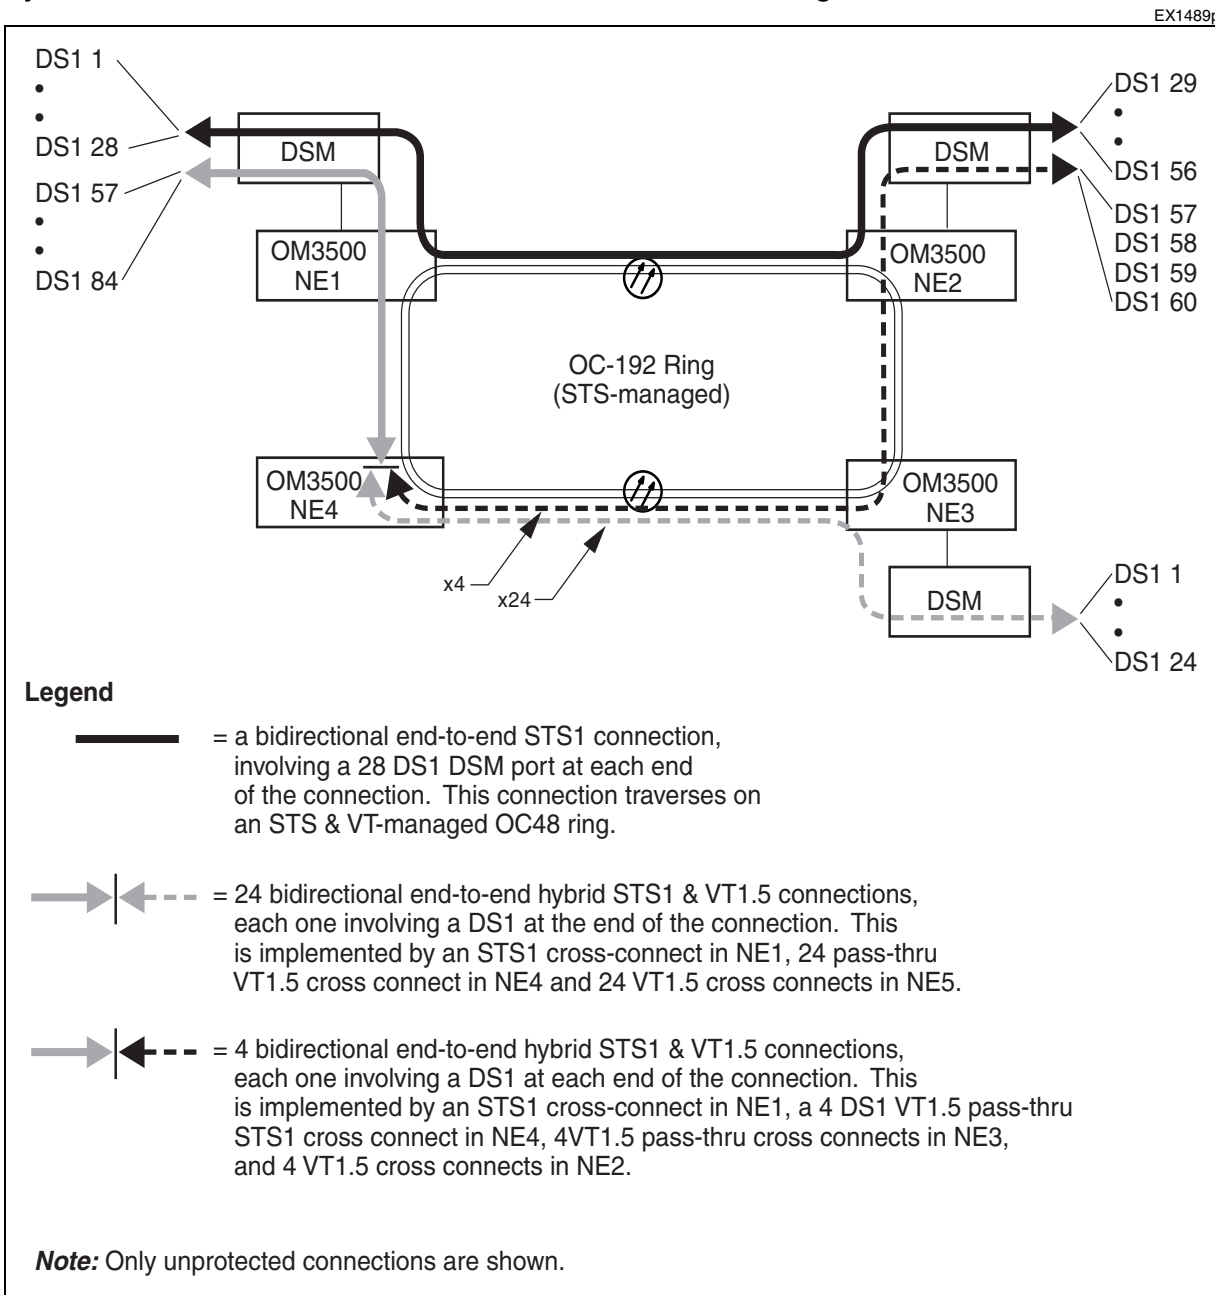 EX1489p
DS1 1
DS1 28
DS1 57
DS1 84
DSM
OM3500
NE1
DSM
OM3500
NE2
DS1 29
DS1 56
DS1 57
DS1 58
DS1 59
DS1 60
OC-192 Ring
(STS-managed)
OM3500
NE4
OM3500
NE3
x4
x24
DSM
DS1 1
DS1 24
Legend
= a bidirectional end-to-end STS1 connection,
involving a 28 DS1 DSM port at each end
of the connection. This connection traverses on
an STS & VT-managed OC48 ring.
= 24 bidirectional end-to-end hybrid STS1 & VT1.5 connections,
each one involving a DS1 at the end of the connection. This
is implemented by an STS1 cross-connect in NE1, 24 pass-thru
VT1.5 cross connect in NE4 and 24 VT1.5 cross connects in NE5.
= 4 bidirectional end-to-end hybrid STS1 & VT1.5 connections,
each one involving a DS1 at each end of the connection. This
is implemented by an STS1 cross-connect in NE1, a 4 DS1 VT1.5 pass-thru
STS1 cross connect in NE4, 4VT1.5 pass-thru cross connects in NE3,
and 4 VT1.5 cross connects in NE2.
Note: Only unprotected connections are shown.